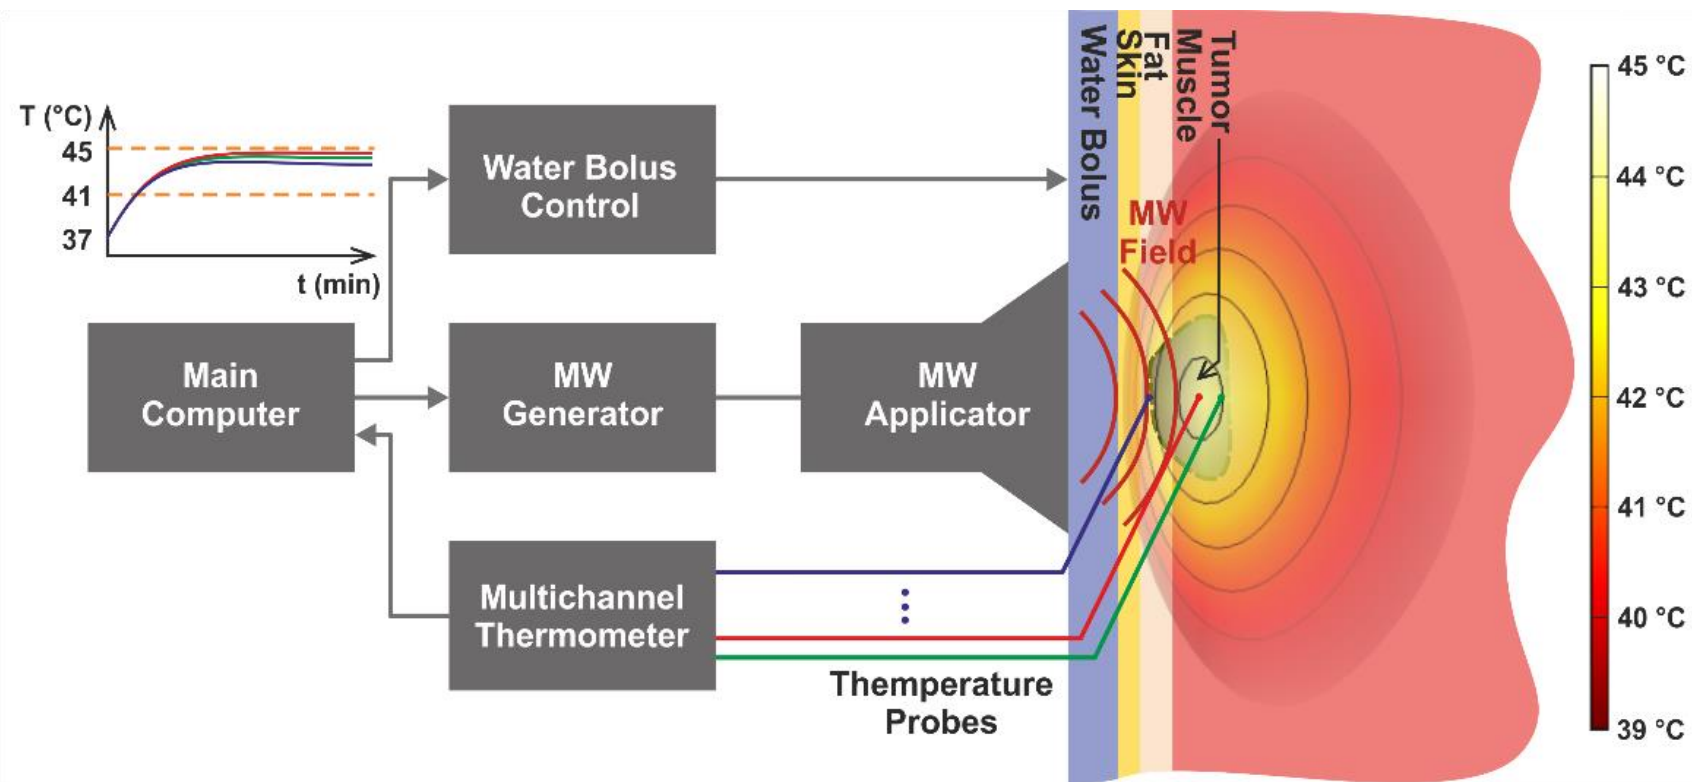 T (°C)
45
41
37
t (min)
Water Bolus
Control
Main
Computer
MW
Generator
MW
Applicator
Multichannel
Thermometer
Themperature
Probes
Water Bolus
Skin
Fat
Muscle
Tumor
MW
Field
45 °C
44 °C
43 °C
42 °C
41 °C
40 °C
39 °C